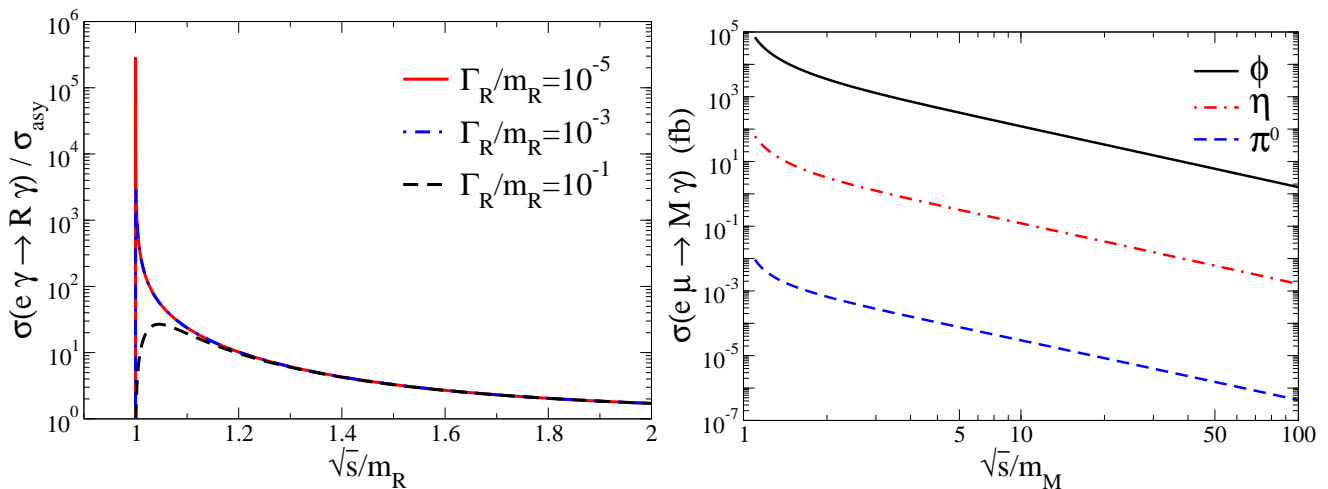 σ(e γ → R γ) / σ_asy
10^6
10^5
10^4
10^3
10^2
10^1
10^0
Γ_R/m_R=10^-5
Γ_R/m_R=10^-3
Γ_R/m_R=10^-1
1 1.2 1.4 1.6 1.8 2
√s/m_R
σ(e μ → M γ) (fb)
10^5
10^3
10^1
10^-1
10^-3
10^-5
10^-7
φ
η
π^0
1 5 10 50 100
√s/m_M